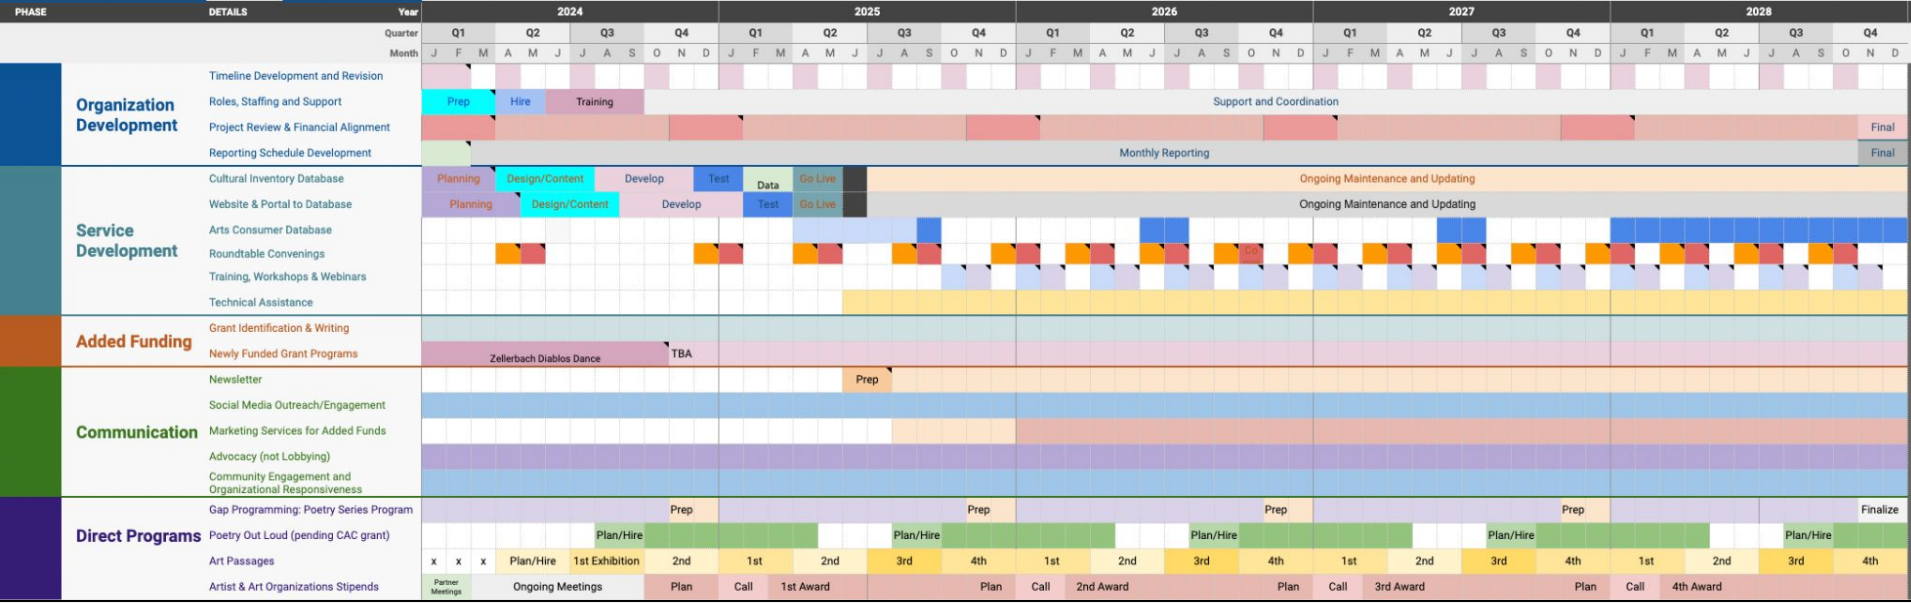 PHASE DETAILS Year 2024 2025 2026 2027 2028
Quarter Q1 Q2 Q3 Q4 Q1 Q2 Q3 Q4 Q1 Q2 Q3 Q4 Q1 Q2 Q3 Q4 Q1 Q2 Q3 Q4
Month J F M A M J J A S O N D J F M A M J J A S O N D J F M A M J J A S O N D J F M A M J J A S O N D J F M A M J J A S O N D
Organization
Development
Timeline Development and Revision
Roles, Staffing and Support Prep Hire Training Support and Coordination
Project Review & Financial Alignment Final
Reporting Schedule Development Monthly Reporting Final
Service
Development
Cultural Inventory Database Planning Design/Content Develop Test Data Go Live Ongoing Maintenance and Updating
Website & Portal to Database Planning Design/Content Develop Test Go Live Ongoing Maintenance and Updating
Arts Consumer Database
Roundtable Convenings Co
Training, Workshops & Webinars
Technical Assistance
Added Funding
Grant Identification & Writing
Newly Funded Grant Programs Zellerbach Diablos Dance TBA
Communication
Newsletter Prep
Social Media Outreach/Engagement
Marketing Services for Added Funds
Advocacy (not Lobbying)
Community Engagement and
Organizational Responsiveness
Direct Programs
Gap Programming: Poetry Series Program Prep Prep Prep Prep Finalize
Poetry Out Loud (pending CAC grant) Plan/Hire Plan/Hire Plan/Hire Plan/Hire Plan/Hire
Art Passages x x x Plan/Hire 1st Exhibition 2nd 1st 2nd 3rd 4th 1st 2nd 3rd 4th 1st 2nd 3rd 4th 1st 2nd 3rd 4th
Artist & Art Organizations Stipends Partner Meetings Ongoing Meetings Plan Call 1st Award Plan Call 2nd Award Plan Call 3rd Award Plan Call 4th Award